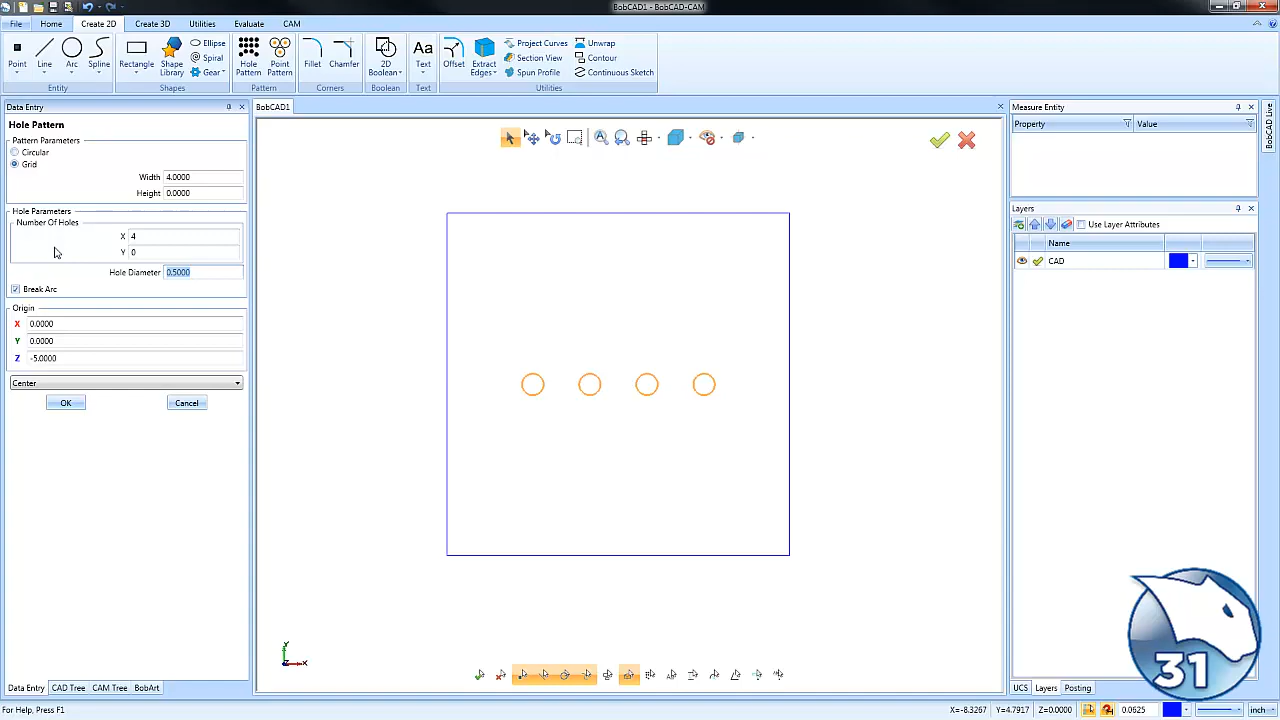 BobCAD1 - BobCAD-CAM
File Home Create 2D Create 3D Utilities Evaluate CAM
Point Line Arc Spline Rectangle Shape Library Ellipse Spiral Gear Hole Pattern Point Pattern Fillet Chamfer 2D Boolean Text Offset Extract Edges Project Curves Section View Spun Profile Unwrap Contour Continuous Sketch
Entity Shapes Pattern Corners Boolean Text Utilities
Data Entry
Hole Pattern
Pattern Parameters
Circular
Grid
Width 4.0000
Height 0.0000
Hole Parameters
Number Of Holes
X 4
Y 0
Hole Diameter 0.5000
Break Arc
Origin
X 0.0000
Y 0.0000
Z -5.0000
Center
OK Cancel
Data Entry CAD Tree CAM Tree BobArt
BobCAD1
Y
X
Measure Entity
Property Value
BobCAD Live
Layers
Use Layer Attributes
Name
CAD
31
UCS Layers Posting
For Help, Press F1
X=-8.3267 Y=4.7917 Z=0.0000 0.0625 inch